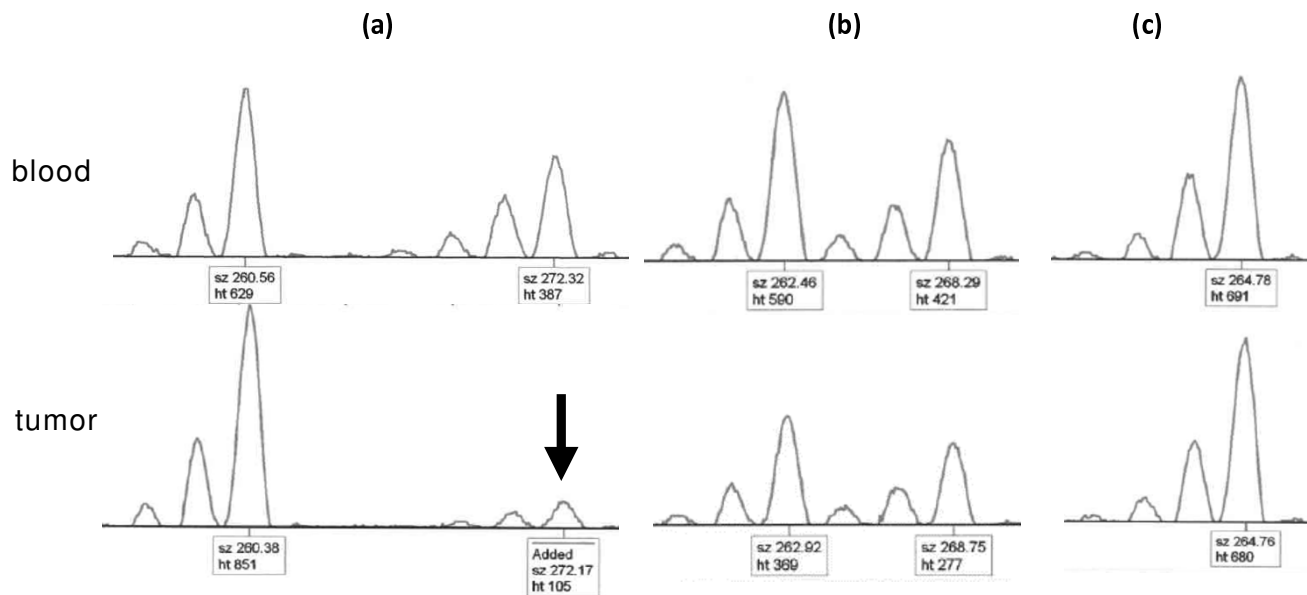 (a) (b) (c)
blood
sz 260.56
ht 629
sz 272.32
ht 387
sz 262.46
ht 590
sz 268.29
ht 421
sz 264.78
ht 691
tumor
sz 260.38
ht 851
Added
sz 272.17
ht 105
sz 262.92
ht 369
sz 268.75
ht 277
sz 264.76
ht 680